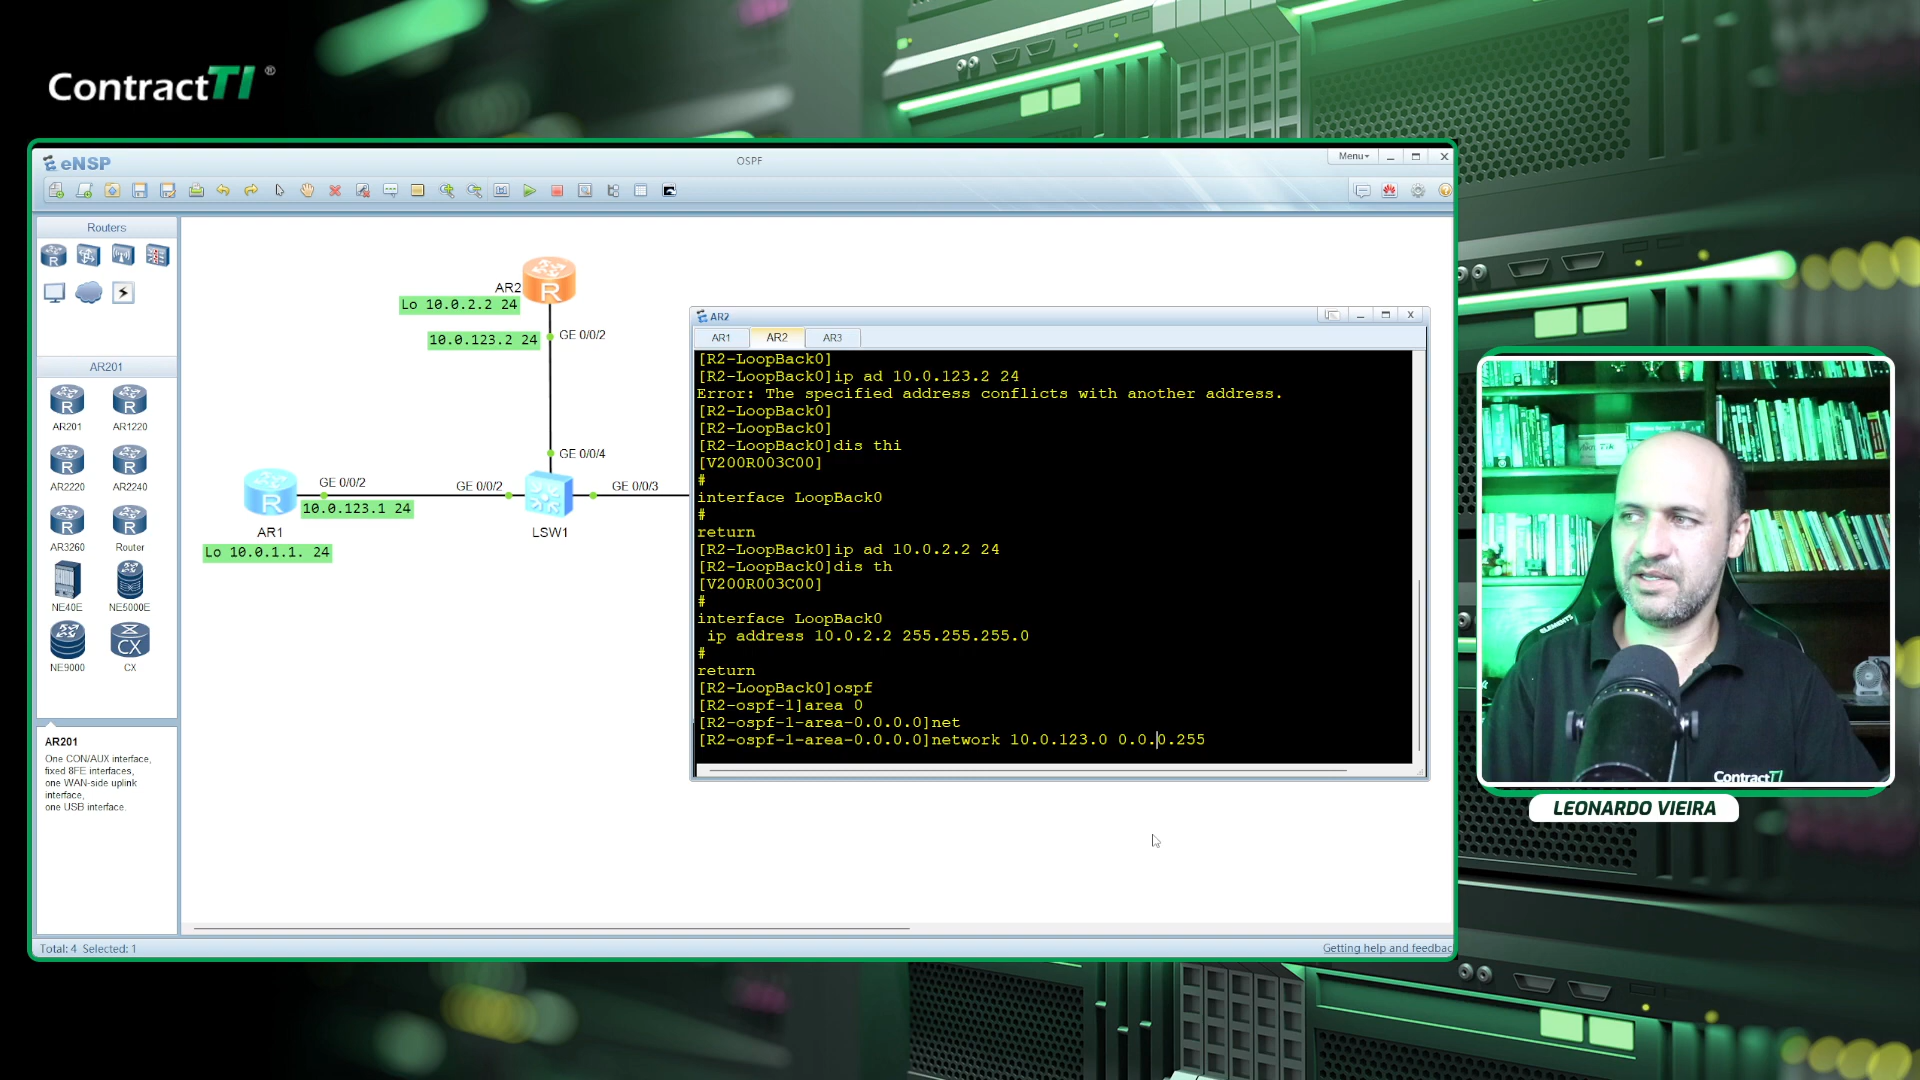 ContractTI ®
eNSP
OSPF
Menu
Routers
AR201
AR201
AR1220
AR2220
AR2240
AR3260
Router
NE40E
NE5000E
NE9000
CX
CX
AR201
One CON/AUX interface,
fixed 8FE interfaces,
one WAN-side uplink
interface,
one USB interface.
AR2
Lo 10.0.2.2 24
10.0.123.2 24
GE 0/0/2
GE 0/0/4
GE 0/0/2
GE 0/0/2
GE 0/0/3
10.0.123.1 24
AR1
LSW1
Lo 10.0.1.1. 24
AR2
AR1
AR2
AR3
[R2-LoopBack0]
[R2-LoopBack0]ip ad 10.0.123.2 24
Error: The specified address conflicts with another address.
[R2-LoopBack0]
[R2-LoopBack0]
[R2-LoopBack0]dis thi
[V200R003C00]
#
interface LoopBack0
#
return
[R2-LoopBack0]ip ad 10.0.2.2 24
[R2-LoopBack0]dis th
[V200R003C00]
#
interface LoopBack0
ip address 10.0.2.2 255.255.255.0
#
return
[R2-LoopBack0]ospf
[R2-ospf-1]area 0
[R2-ospf-1-area-0.0.0.0]net
[R2-ospf-1-area-0.0.0.0]network 10.0.123.0 0.0.0.255
Total: 4 Selected: 1
Getting help and feedbac
ContractTI
LEONARDO VIEIRA